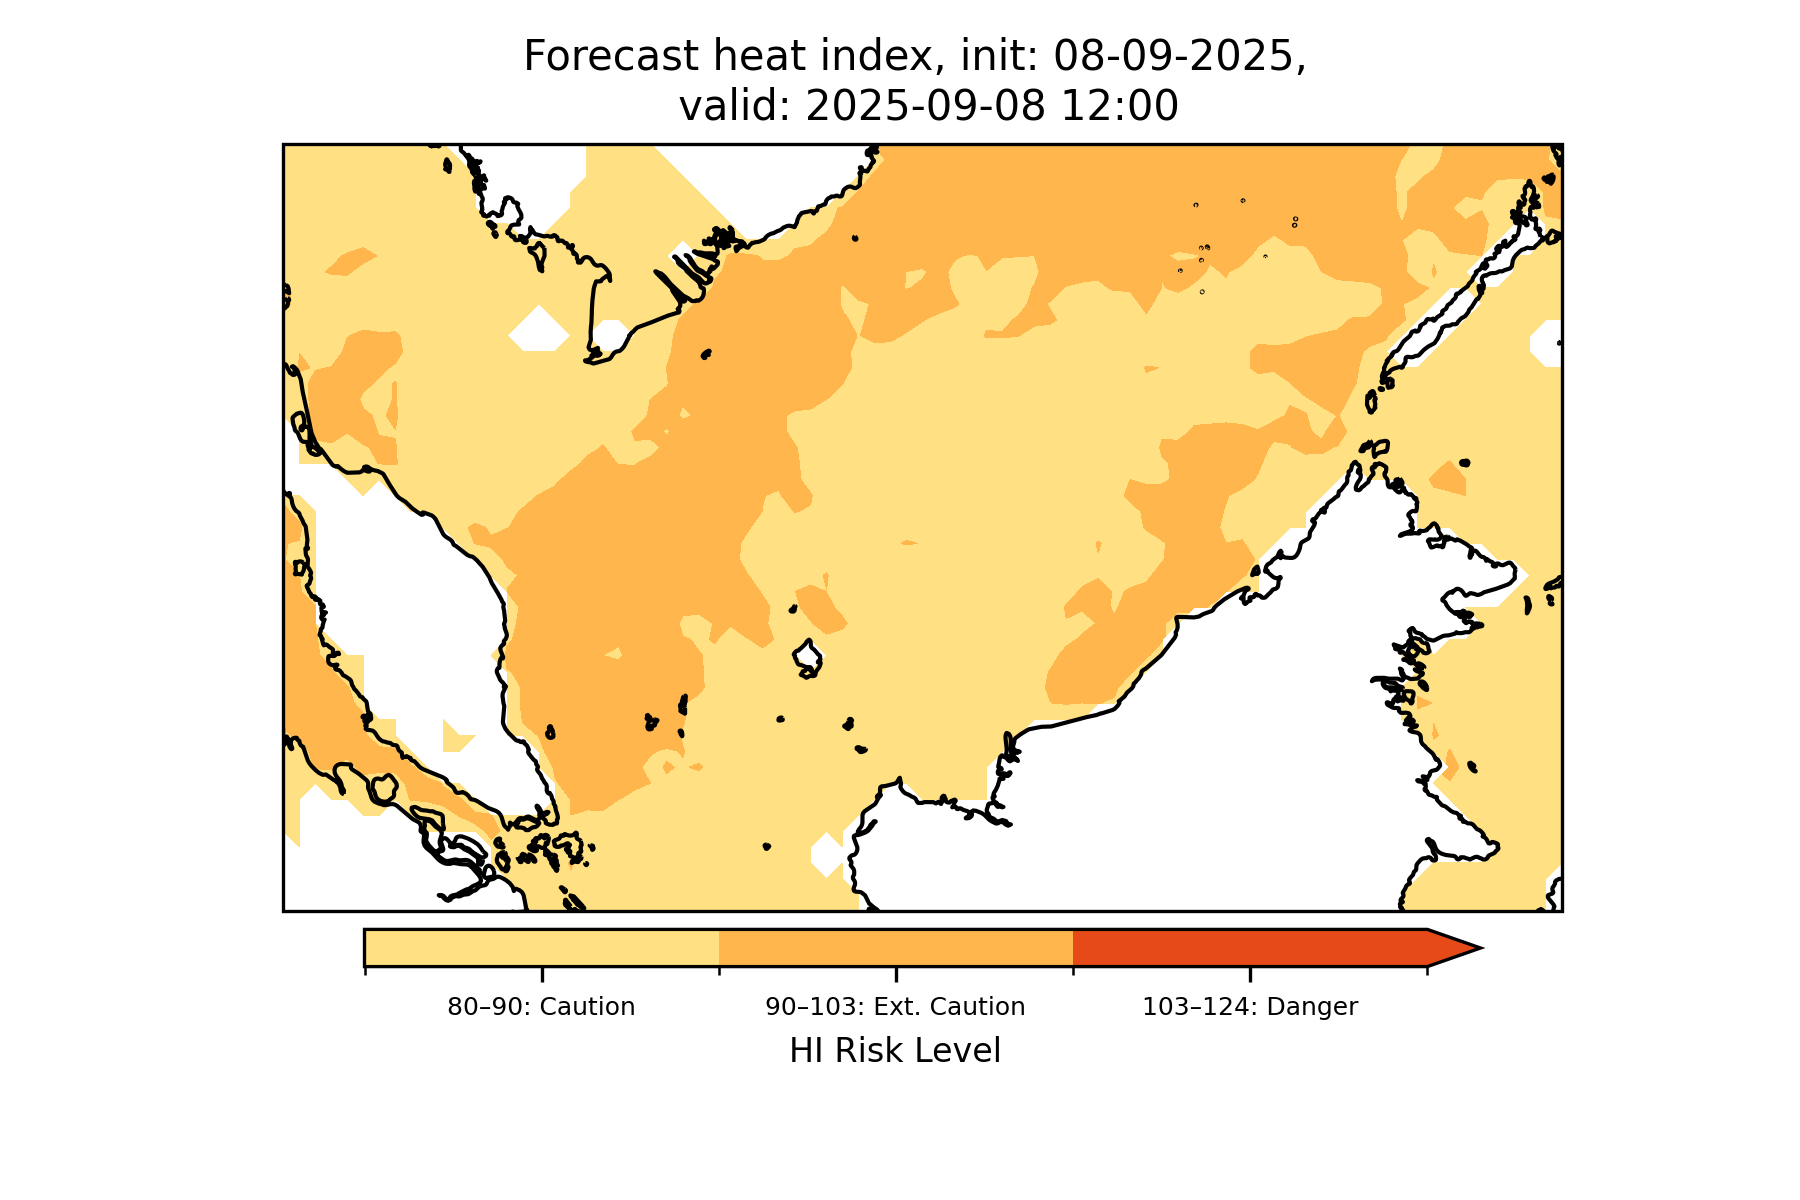 Forecast heat index, init: 08-09-2025,
valid: 2025-09-08 12:00
80–90: Caution
90–103: Ext. Caution
103–124: Danger
HI Risk Level